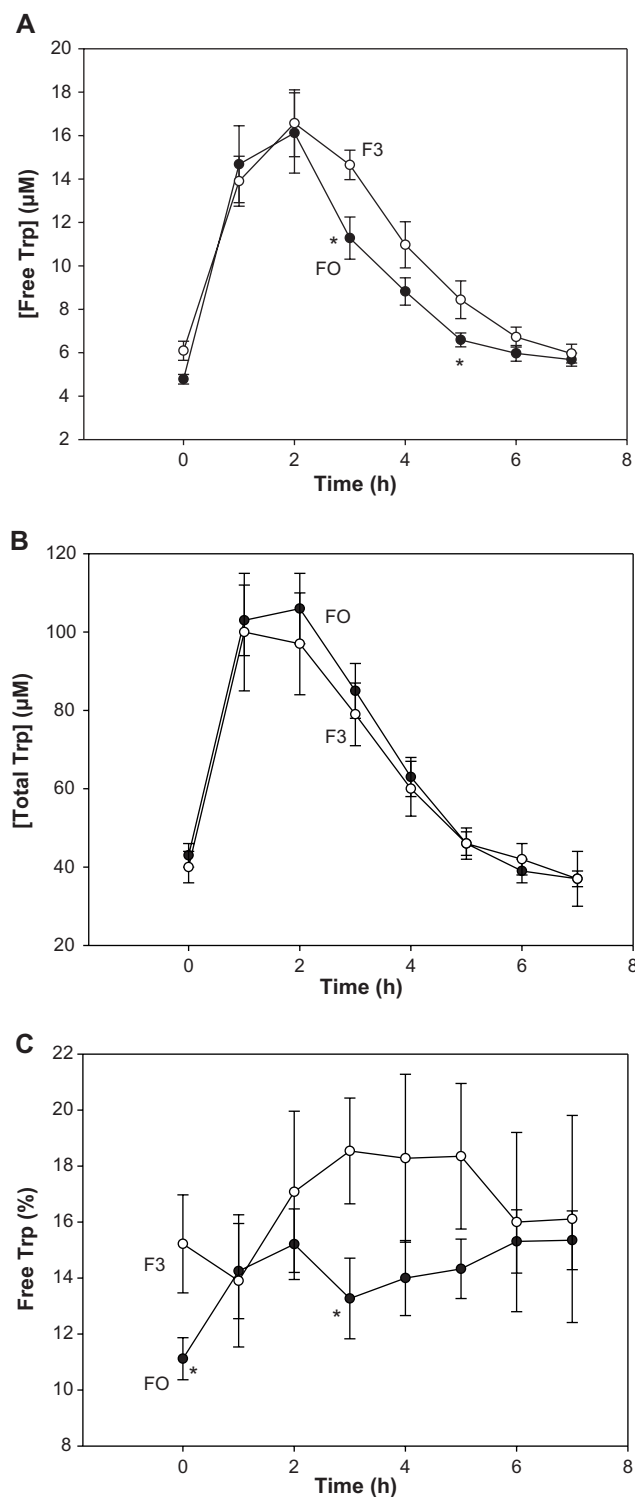 A
20
18
16
14
12
10
8
6
4
2
[Free Trp] (μM)
F3
*
FO
*
0 2 4 6 8
Time (h)
B
120
100
80
60
40
20
[Total Trp] (μM)
FO
F3
0 2 4 6 8
Time (h)
C
22
20
18
16
14
12
10
8
Free Trp (%)
F3
*
FO
*
0 2 4 6 8
Time (h)